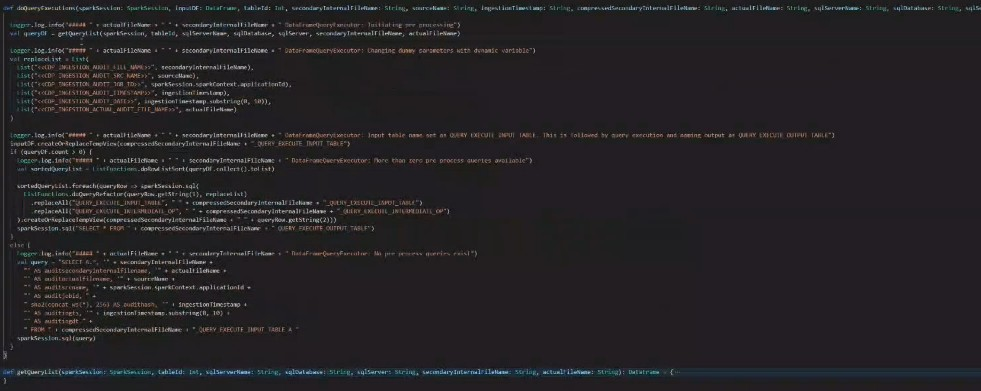 def doQueryExecutions(sparkSession: SparkSession, inputDF: DataFrame, tableId: Int, secondaryInternalFileName: String, sourceName: String, ingestionTimestamp: String, compressedSecondaryInternalFileName: String, actualFileName: String, sqlServerName: String, sqlDatabase: String,
Logger.log.info("##### " + actualFileName + " " + secondaryInternalFileName + " DataFrameQueryExecutor: Initiating pre processing")
val queryDF = getQueryList(sparkSession, tableId, sqlServerName, sqlDatabase, sqlServer, secondaryInternalFileName, actualFileName)
Logger.log.info("##### " + actualFileName + " " + secondaryInternalFileName + " DataFrameQueryExecutor: Changing dummy parameters with dynamic variable")
val replaceList = List(
List("<<CDP_INGESTION_AUDIT_FILE_NAME>>", secondaryInternalFileName),
List("<<CDP_INGESTION_AUDIT_SRC_NAME>>", sourceName),
List("<<CDP_INGESTION_AUDIT_JOB_ID>>", sparkSession.sparkContext.applicationId),
List("<<CDP_INGESTION_AUDIT_TIMESTAMP>>", ingestionTimestamp),
List("<<CDP_INGESTION_AUDIT_DATE>>", ingestionTimestamp.substring(0, 10)),
List("<<CDP_INGESTION_ACTUAL_AUDIT_FILE_NAME>>", actualFileName)
)
Logger.log.info("##### " + actualFileName + " " + secondaryInternalFileName + " DataFrameQueryExecutor: Input table name set as QUERY_EXECUTE_INPUT_TABLE. This is followed by query execution and naming output as QUERY_EXECUTE_OUTPUT_TABLE")
inputDF.createOrReplaceTempView(compressedSecondaryInternalFileName + "_QUERY_EXECUTE_INPUT_TABLE")
if (queryDF.count > 0) {
Logger.log.info("##### " + actualFileName + " " + secondaryInternalFileName + " DataFrameQueryExecutor: More than zero pre process queries available")
val sortedQueryList = ListFunctions.doRowListSort(queryDF.collect().toList)
sortedQueryList.foreach(queryRow => sparkSession.sql(
ListFunctions.doQueryRefactor(queryRow.getString(1), replaceList)
.replaceAll("QUERY_EXECUTE_INPUT_TABLE", " " + compressedSecondaryInternalFileName + "_QUERY_EXECUTE_INPUT_TABLE")
.replaceAll("QUERY_EXECUTE_INTERMEDIATE_OP", " " + compressedSecondaryInternalFileName + "_QUERY_EXECUTE_INTERMEDIATE_OP")
).createOrReplaceTempView(compressedSecondaryInternalFileName + "_" + queryRow.getString(2)))
sparkSession.sql("SELECT * FROM " + compressedSecondaryInternalFileName + "_QUERY_EXECUTE_OUTPUT_TABLE")
}
else {
Logger.log.info("##### " + actualFileName + " " + secondaryInternalFileName + " DataFrameQueryExecutor: No pre process queries exist")
val query = "SELECT A.*, '" + secondaryInternalFileName +
"' AS auditsecondaryinternalfilename, '" + actualFileName +
"' AS auditactualfilename, '" + sourceName +
"' AS auditsrcname, '" + sparkSession.sparkContext.applicationId +
"' AS auditjobid, " +
" sha2(concat_ws(*), 256) AS audithash, '" + ingestionTimestamp +
"' AS auditingts, '" + ingestionTimestamp.substring(0, 10) +
"' AS auditingdt " +
" FROM " + compressedSecondaryInternalFileName + "_QUERY_EXECUTE_INPUT_TABLE A "
sparkSession.sql(query)
}
}
def getQueryList(sparkSession: SparkSession, tableId: Int, sqlServerName: String, sqlDatabase: String, sqlServer: String, secondaryInternalFileName: String, actualFileName: String): DataFrame = {
}